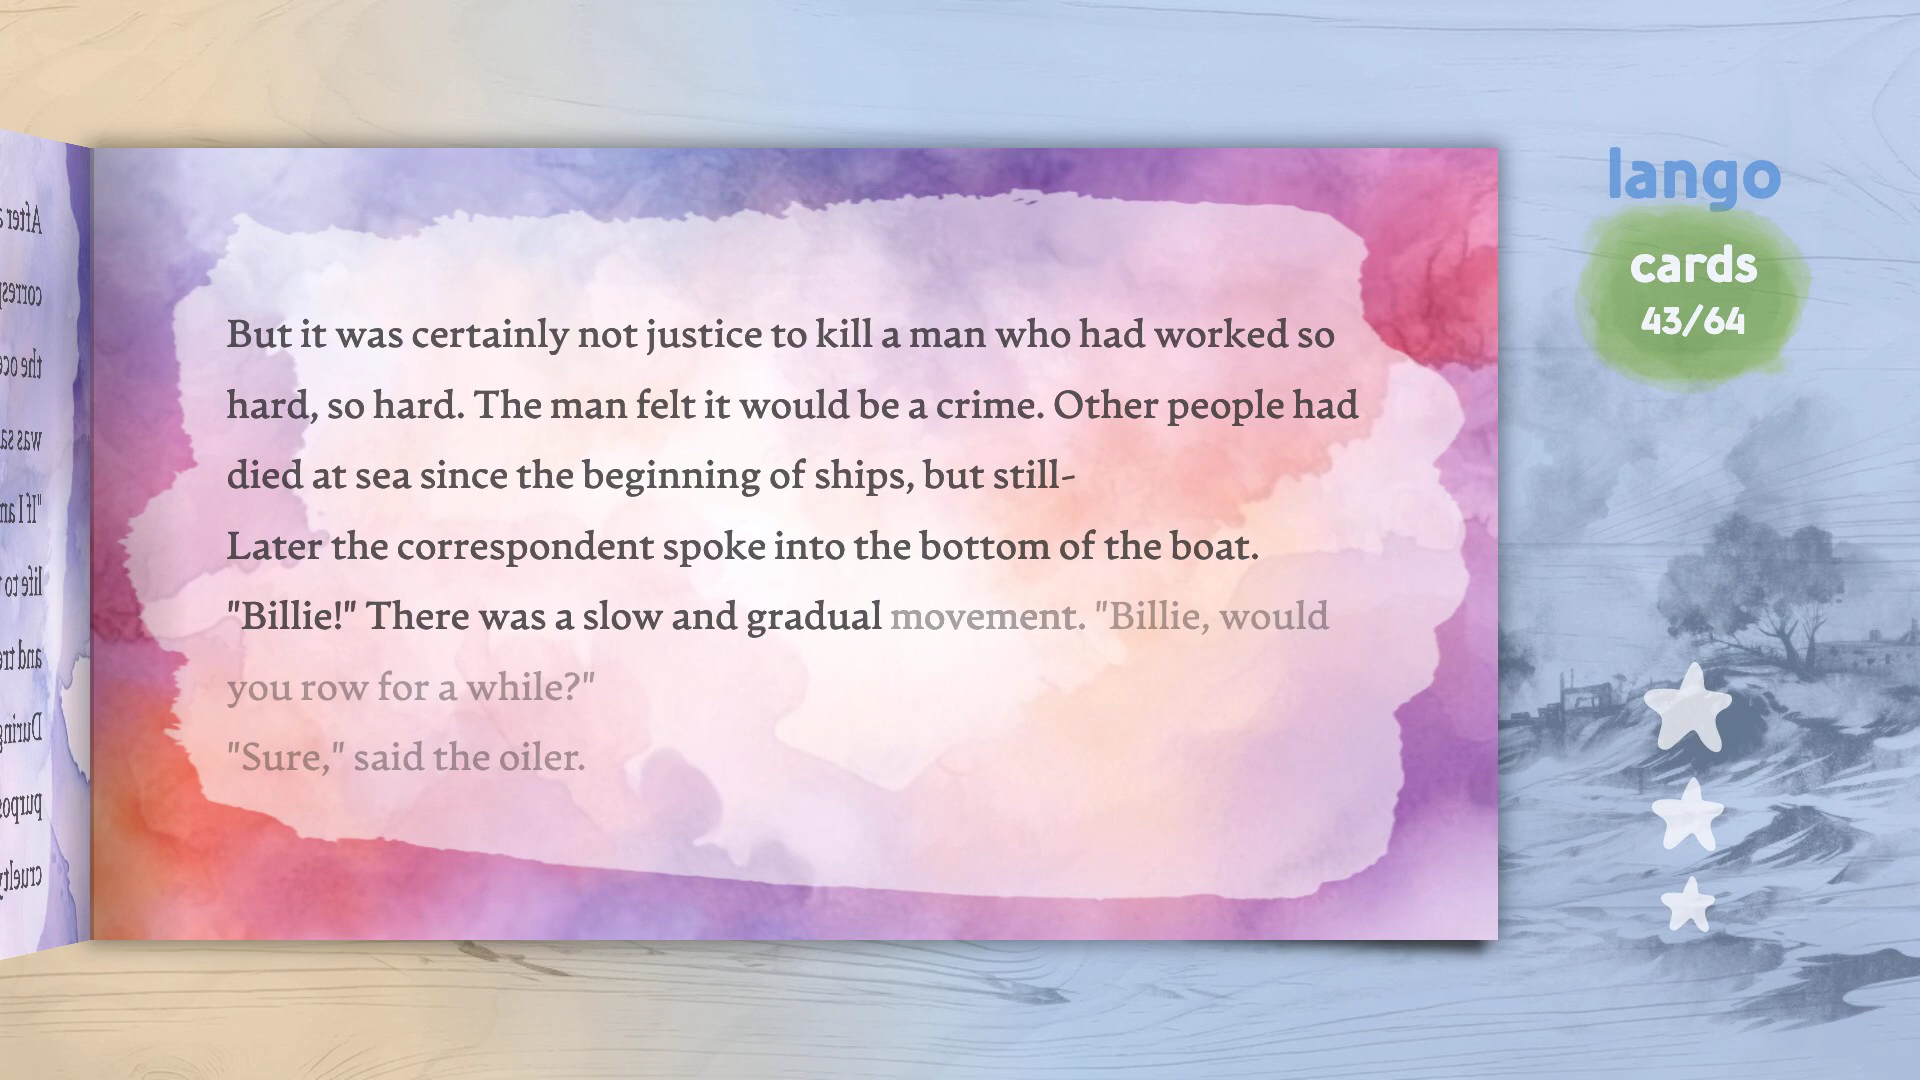 But it was certainly not justice to kill a man who had worked so
hard, so hard. The man felt it would be a crime. Other people had
died at sea since the beginning of ships, but still-
Later the correspondent spoke into the bottom of the boat.
"Billie!" There was a slow and gradual movement. "Billie, would
you row for a while?"
"Sure," said the oiler.
lango
cards
43/64